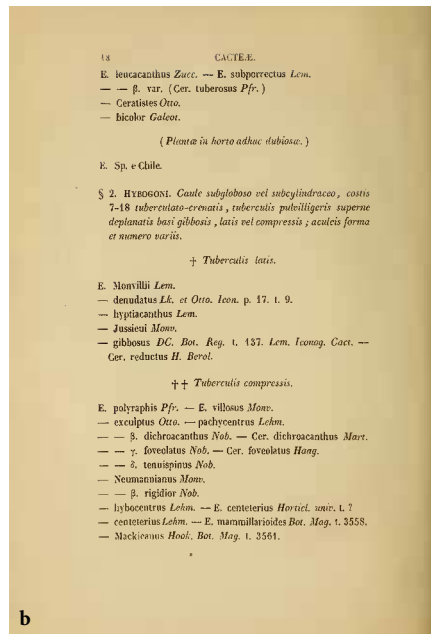 18 CACTEÆ.
E. leucacanthus Zucc. — E. subporrectus Lem.
— — β. var. (Cer. tuberosus Pfr.)
— Ceratistes Otto.
— bicolor Galeot.
(Plantæ in horto adhuc dubiosæ.)
E. Sp. e Chile.
§ 2. HYBOGONI. Caule subgloboso vel subcylindraceo, costis
7-18 tuberculato-crenatis, tuberculis pulvilligeris superne
deplanatis basi gibbosis, latis vel compressis; aculeis forma
et numero variis.
† Tuberculis latis.
E. Monvillii Lem.
— denudatus Lk. et Otto. Icon. p. 17. t. 9.
— hyptiacanthus Lem.
— Jussieui Monv.
— gibbosus DC. Bot. Reg. t. 137. Lem. Iconog. Cact. —
Cer. reductus H. Berol.
†† Tuberculis compressis.
E. polyraphis Pfr. — E. villosus Monv.
— exculptus Otto. — pachycentrus Lehm.
— — β. dichroacanthus Nob. — Cer. dichroacanthus Mart.
— — γ. foveolatus Nob. — Cer. foveolatus Hang.
— — δ. tenuispinus Nob.
— Neumannianus Monv.
— — β. rigidior Nob.
— hybocentrus Lehm. — E. centeterius Horticl. univ. t. ?
— centeterius Lehm. — E. mammillarioides Bot. Mag. t. 3558.
— Mackieanus Hook. Bot. Mag. t. 3561.
b